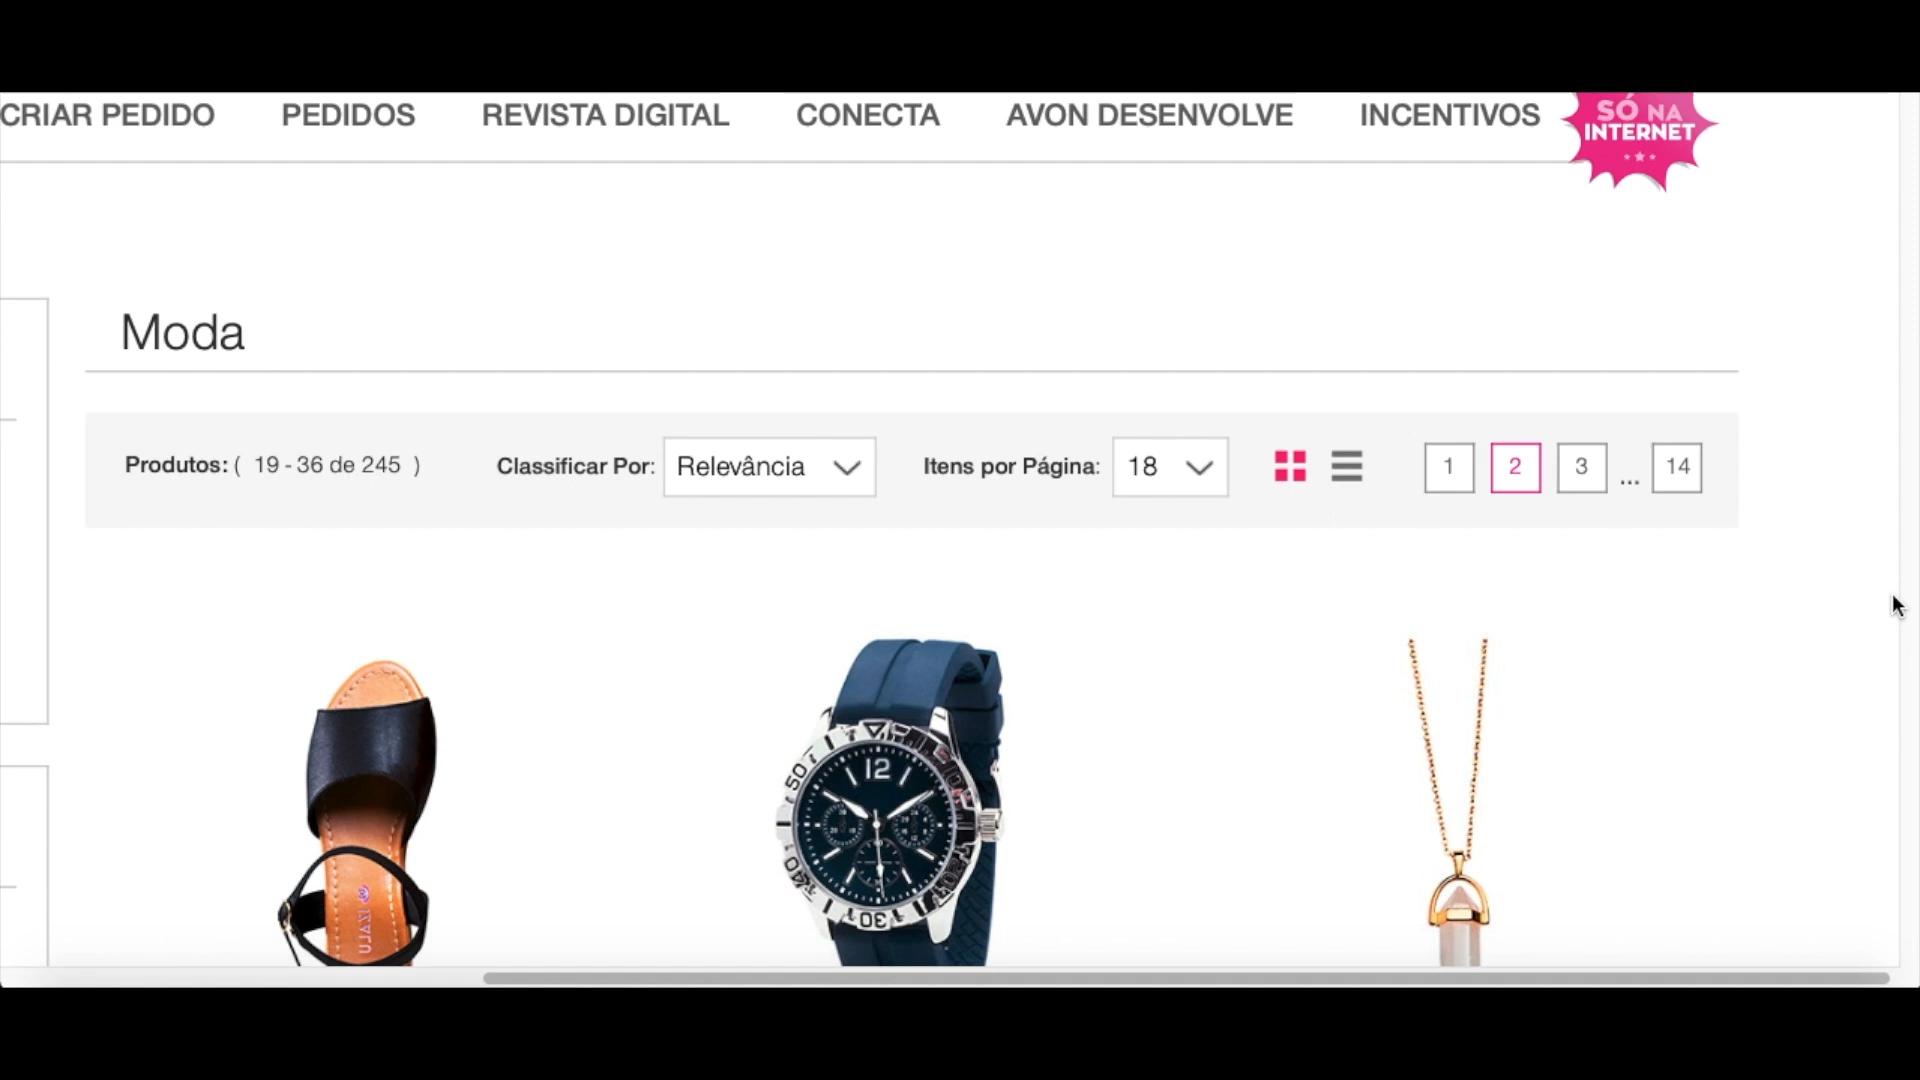 CRIAR PEDIDO PEDIDOS REVISTA DIGITAL CONECTA AVON DESENVOLVE INCENTIVOS
SÓ NA
INTERNET
Moda
Produtos: ( 19 - 36 de 245 ) Classificar Por: Relevância Itens por Página: 18 1 2 3 ... 14
12
50
40
30
IZALU